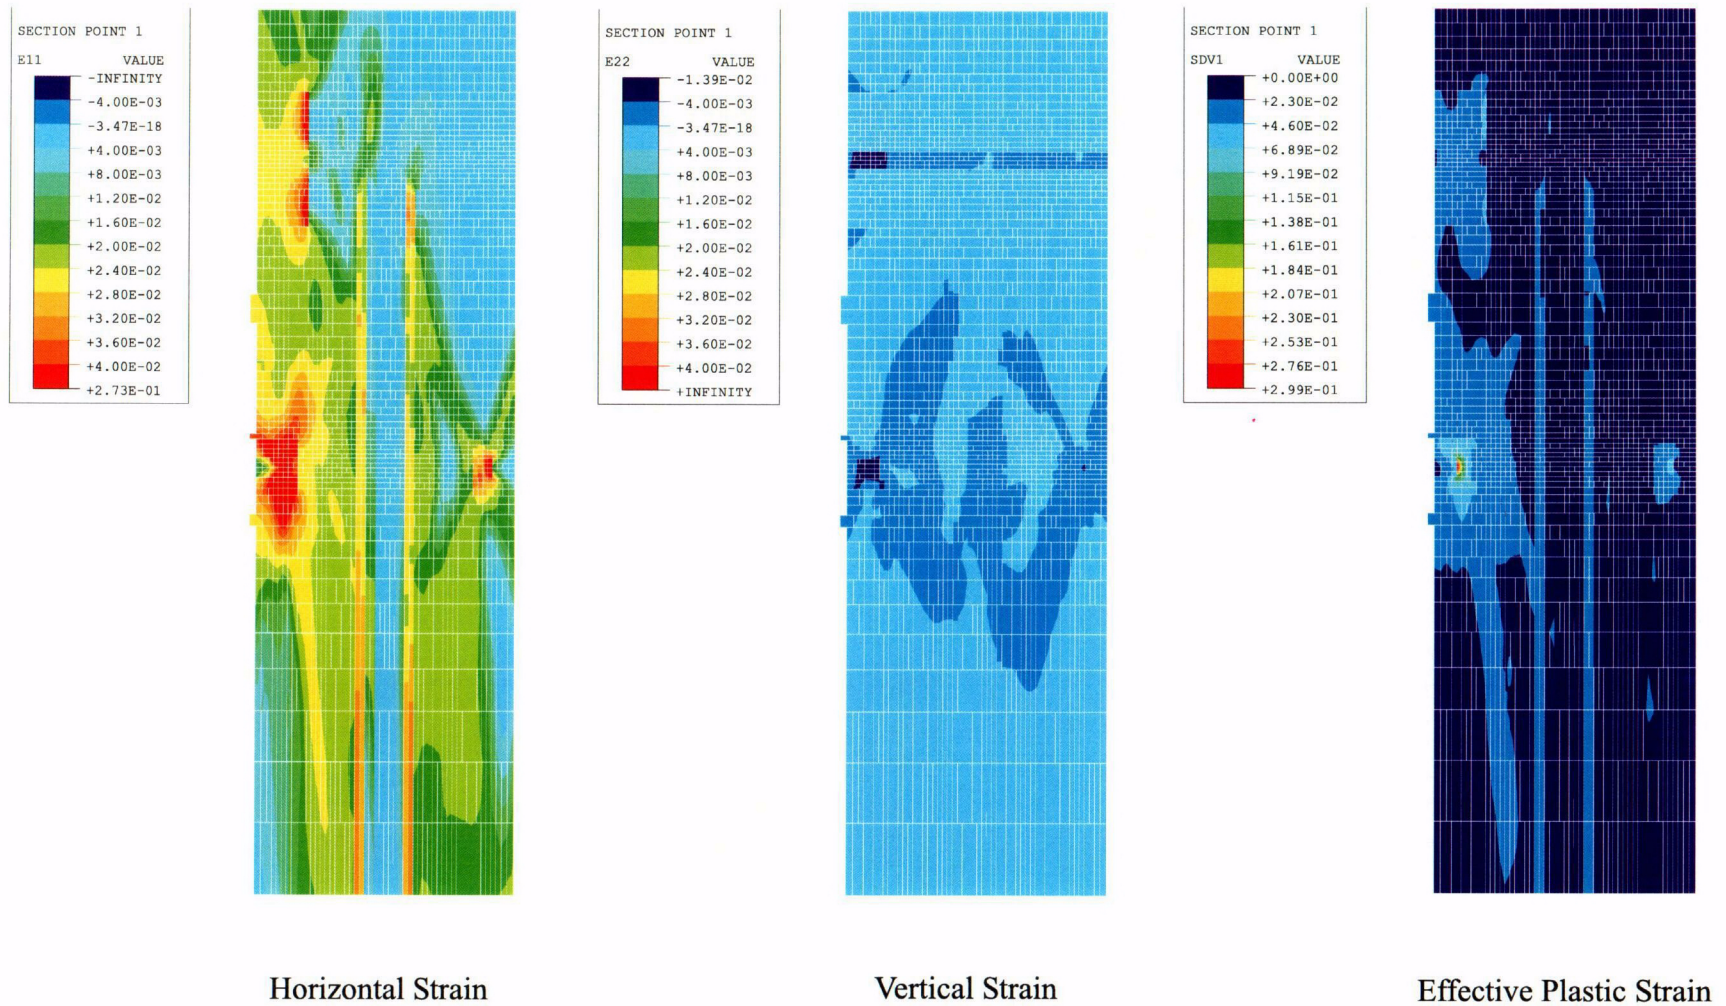 SECTION POINT 1
E11 VALUE
-INFINITY
-4.00E-03
-3.47E-18
+4.00E-03
+8.00E-03
+1.20E-02
+1.60E-02
+2.00E-02
+2.40E-02
+2.80E-02
+3.20E-02
+3.60E-02
+4.00E-02
+2.73E-01
SECTION POINT 1
E22 VALUE
-1.39E-02
-4.00E-03
-3.47E-18
+4.00E-03
+8.00E-03
+1.20E-02
+1.60E-02
+2.00E-02
+2.40E-02
+2.80E-02
+3.20E-02
+3.60E-02
+4.00E-02
+INFINITY
SECTION POINT 1
SDV1 VALUE
+0.00E+00
+2.30E-02
+4.60E-02
+6.89E-02
+9.19E-02
+1.15E-01
+1.38E-01
+1.61E-01
+1.84E-01
+2.07E-01
+2.30E-01
+2.53E-01
+2.76E-01
+2.99E-01
Horizontal Strain
Vertical Strain
Effective Plastic Strain